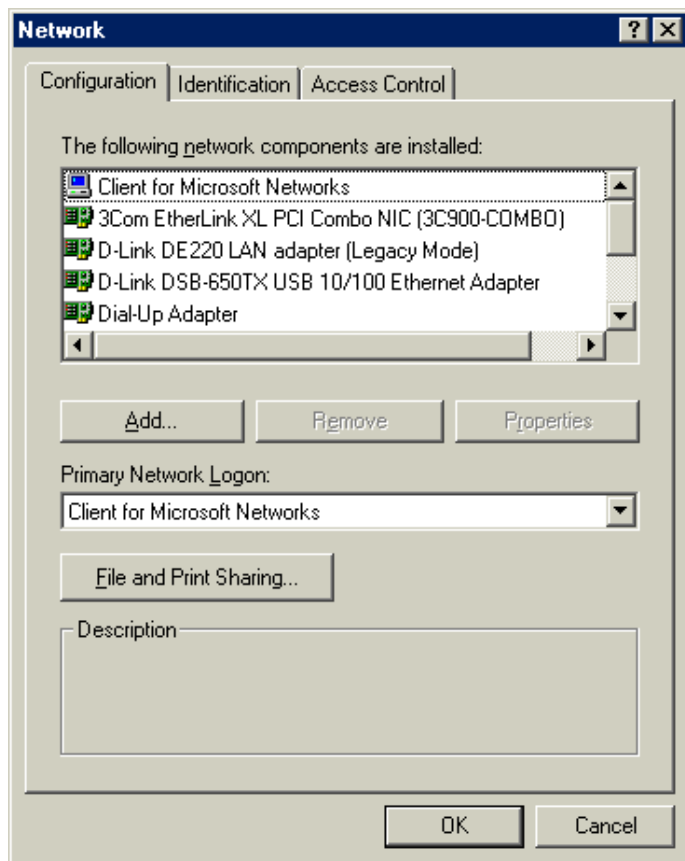 Network
Configuration
Identification
Access Control
The following network components are installed:
Client for Microsoft Networks
3Com EtherLink XL PCI Combo NIC (3C900-COMBO)
D-Link DE220 LAN adapter (Legacy Mode)
D-Link DSB-650TX USB 10/100 Ethernet Adapter
Dial-Up Adapter
Add...
Remove
Properties
Primary Network Logon:
Client for Microsoft Networks
File and Print Sharing...
Description
OK
Cancel